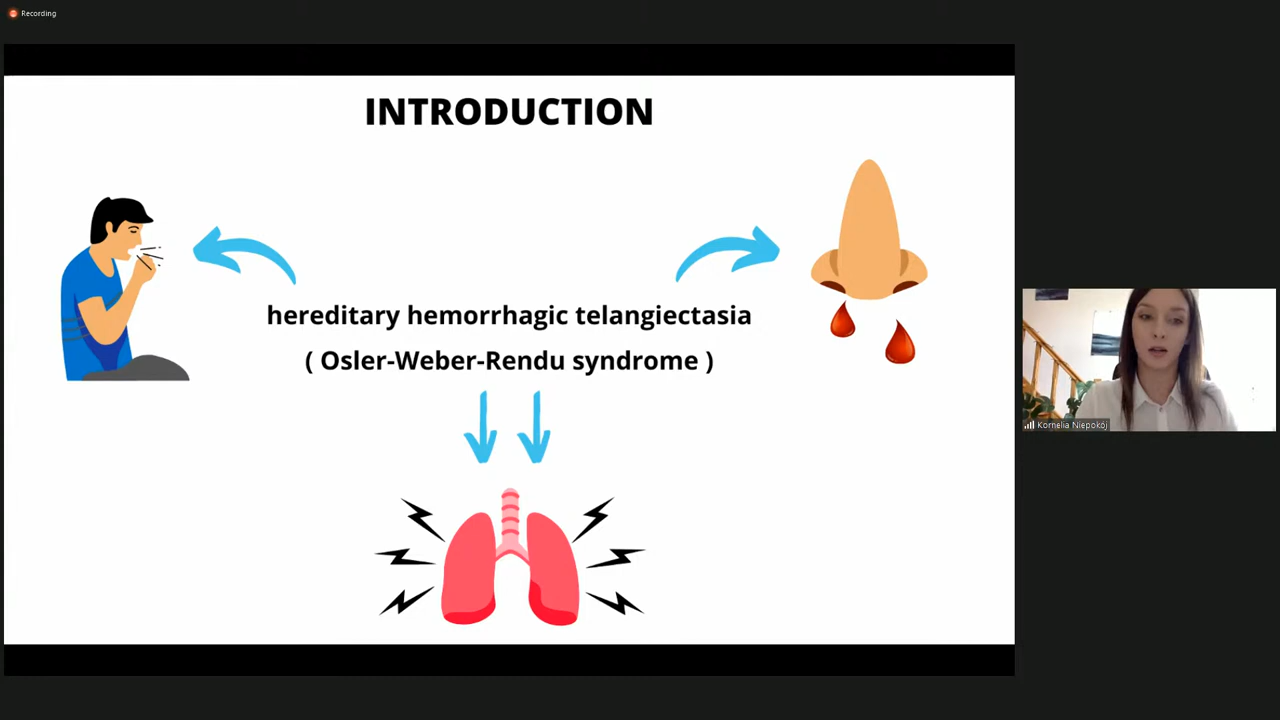 Recording
INTRODUCTION
hereditary hemorrhagic telangiectasia
( Osler-Weber-Rendu syndrome )
Kornelia Niepokój